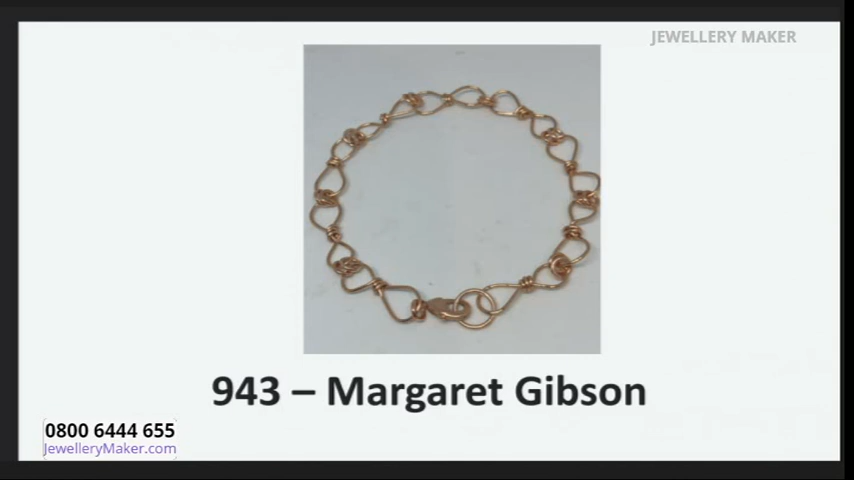 JEWELLERY MAKER
943 – Margaret Gibson
0800 6444 655
JewelleryMaker.com